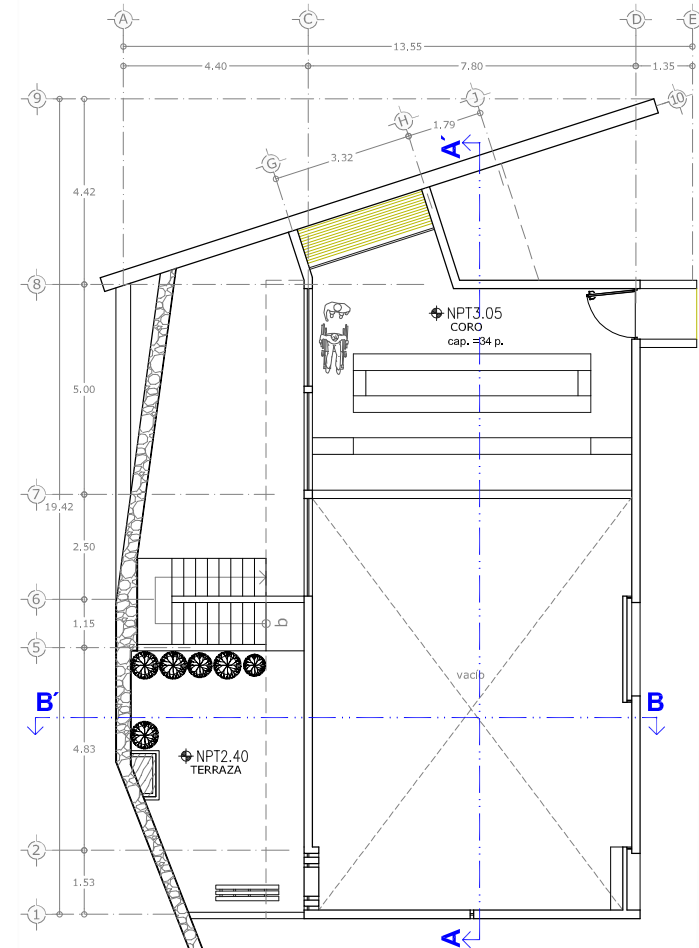 A
C
D
E
13,55
4.40
7.80
1.35
9
J
10
H
1.79
G
3.32
A´
4.42
8
NPT3.05
CORO
cap. =34 p.
5.00
7
19,42
2.50
6
1.15
b
5
vacio
B´
B
4.83
NPT2.40
TERRAZA
2
1.53
1
A